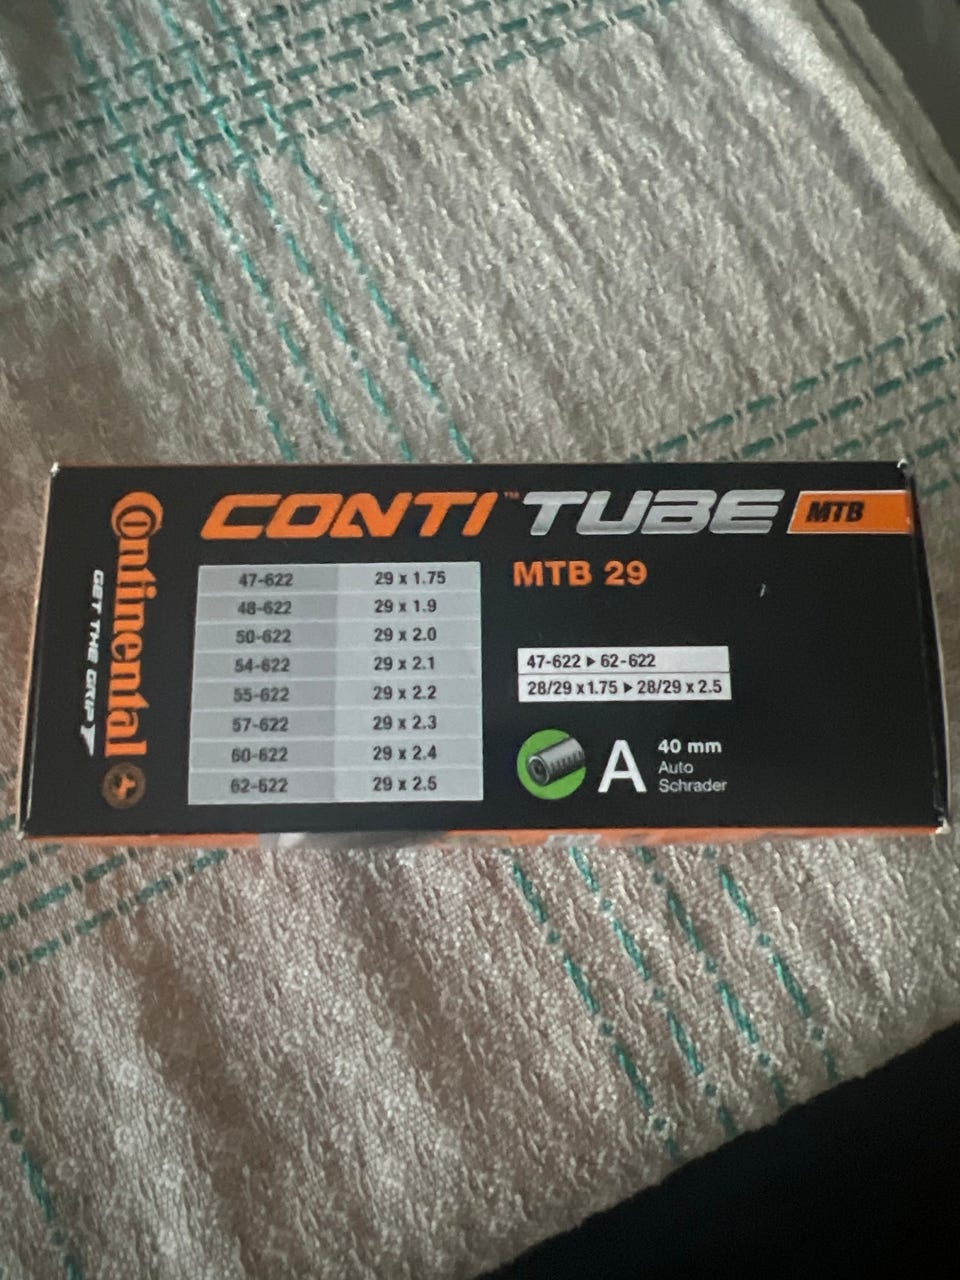 Continental
GET THE GRIP
CONTI™ TUBE MTB
47-622 29 x 1.75
48-622 29 x 1.9
50-622 29 x 2.0
54-622 29 x 2.1
55-622 29 x 2.2
57-622 29 x 2.3
60-622 29 x 2.4
62-622 29 x 2.5
MTB 29
47-622 ▶ 62-622
28/29 x 1.75 ▶ 28/29 x 2.5
A
40 mm
Auto
Schrader